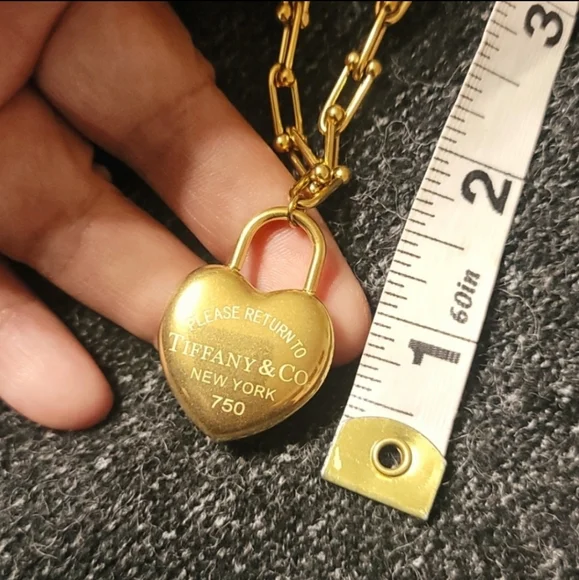 PLEASE RETURN TO
TIFFANY & CO
NEW YORK
750
3
2
60in
1